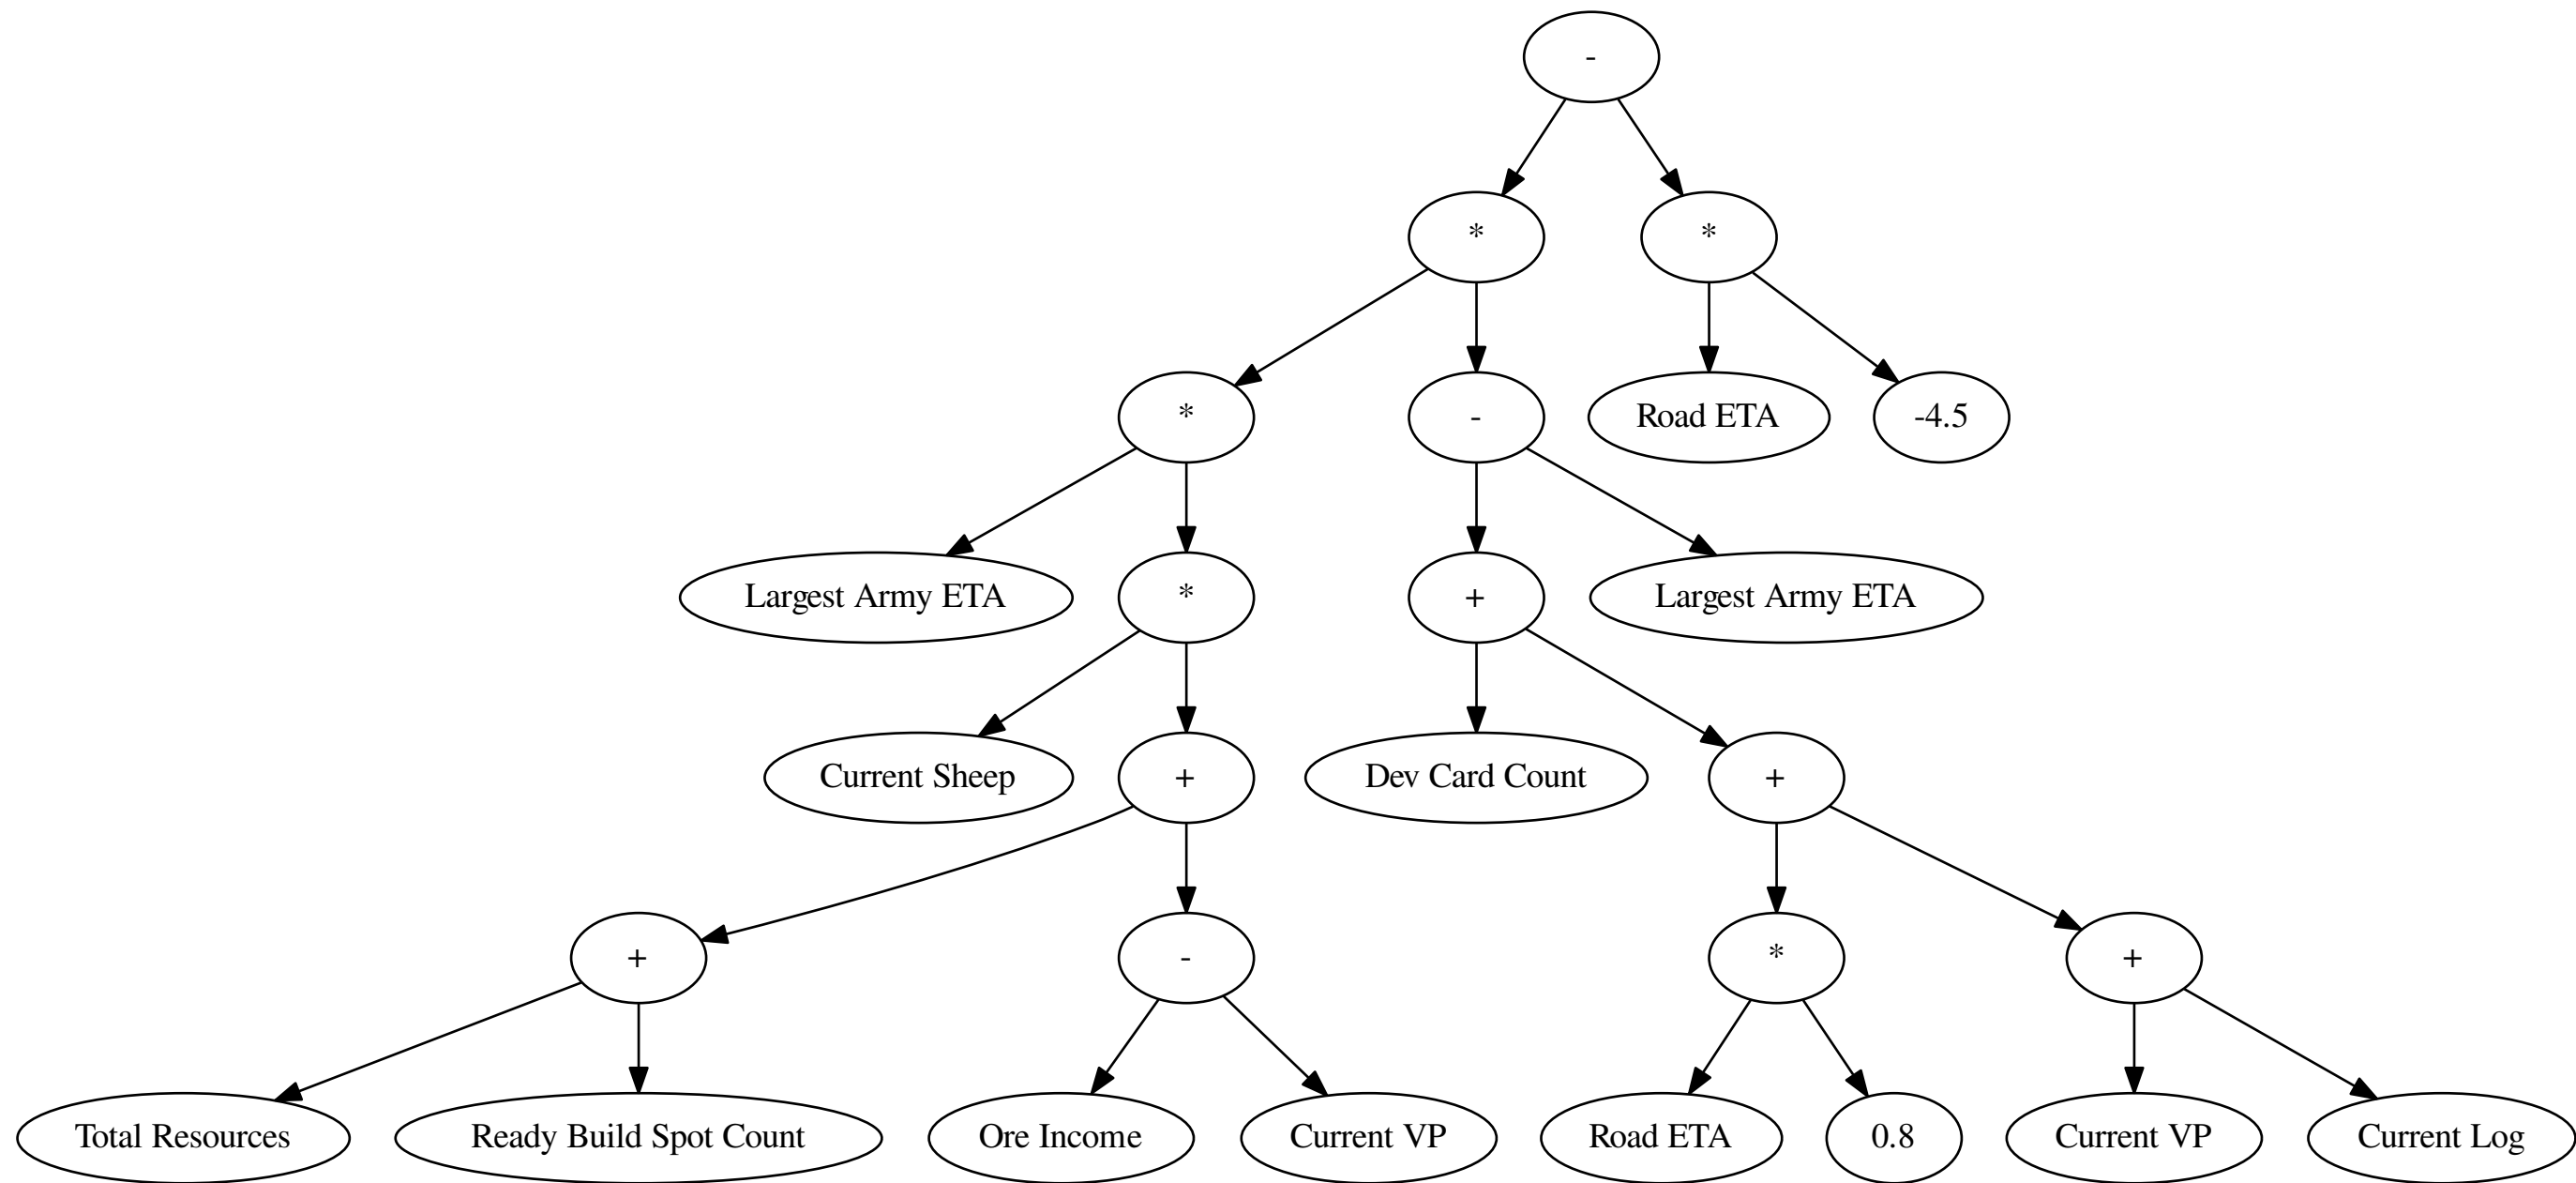 -
*
*
*
-
Road ETA
-4.5
Largest Army ETA
*
+
Largest Army ETA
Current Sheep
+
Dev Card Count
+
+
-
*
+
Total Resources
Ready Build Spot Count
Ore Income
Current VP
Road ETA
0.8
Current VP
Current Log